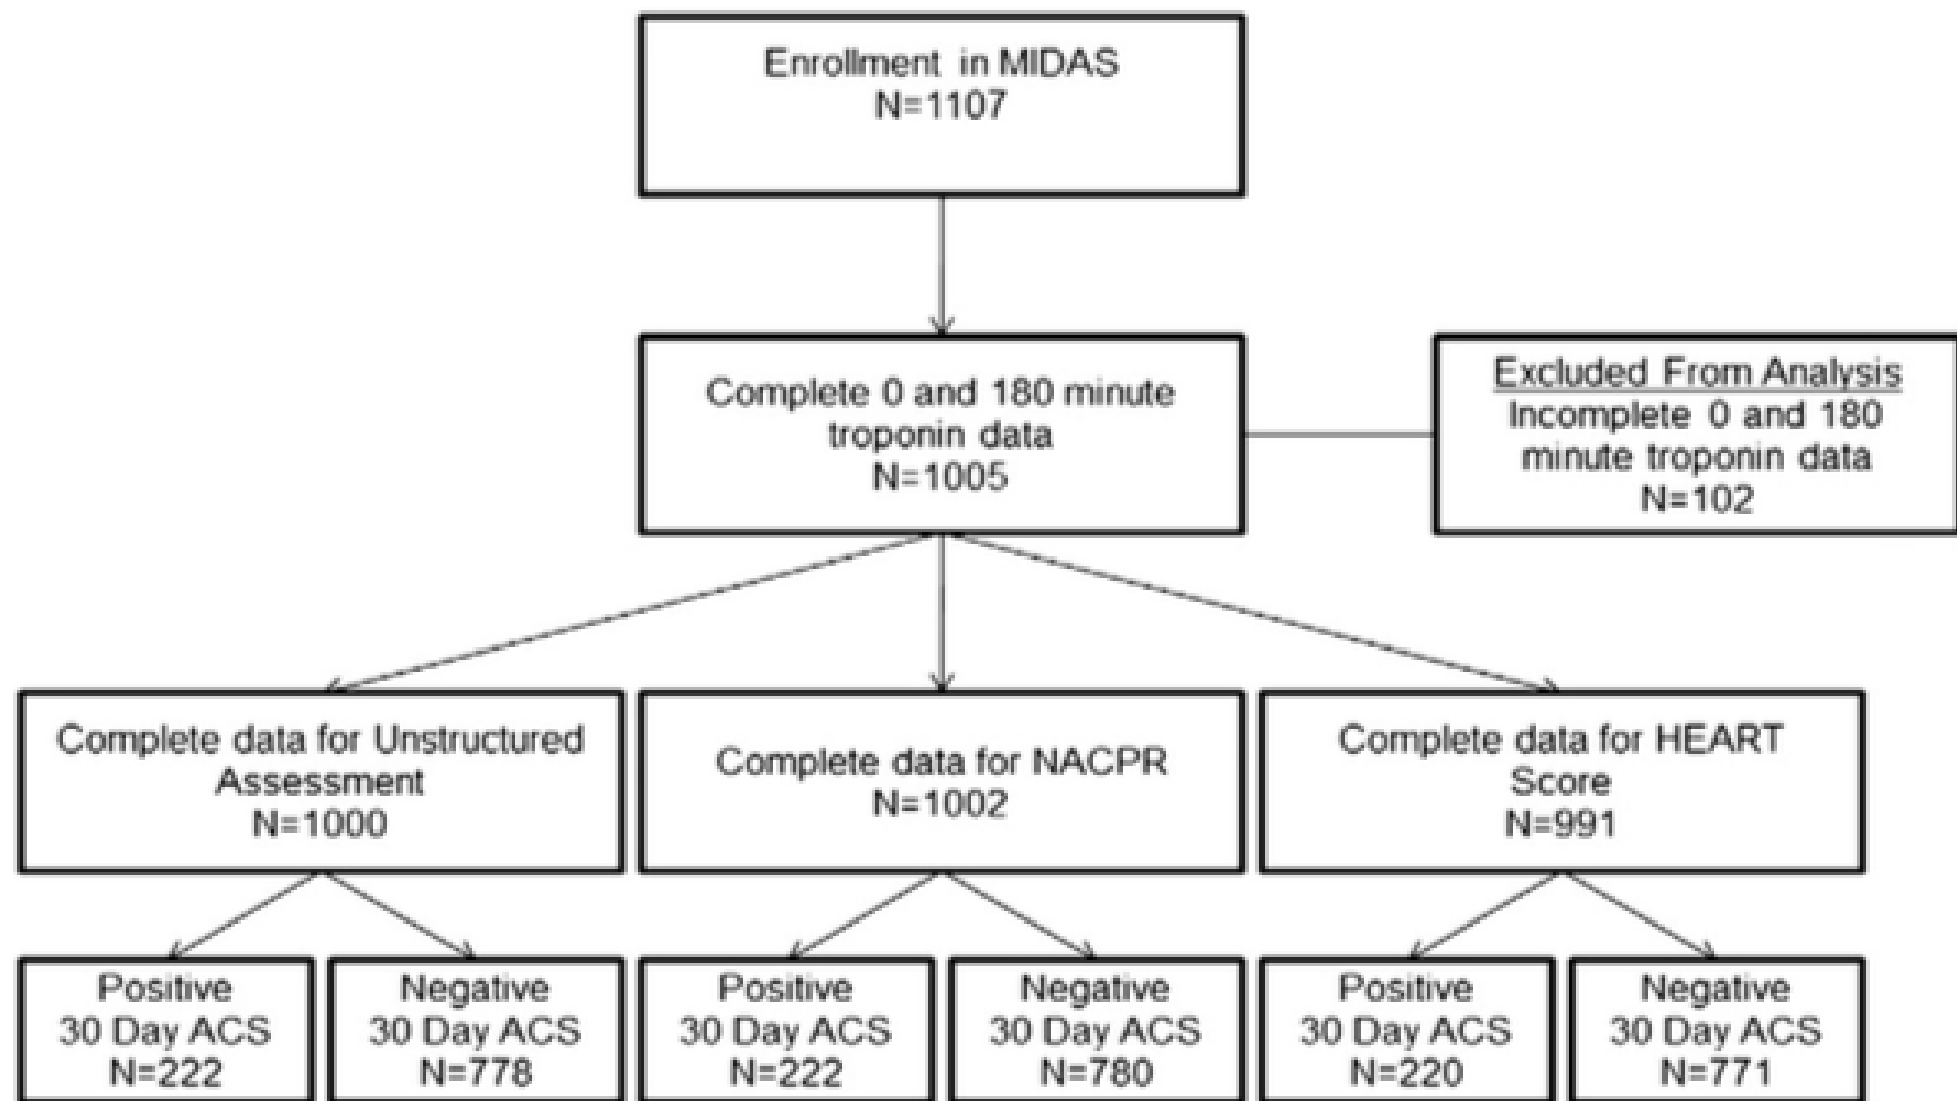 Enrollment in MIDAS
N=1107
Complete 0 and 180 minute
troponin data
N=1005
Excluded From Analysis
Incomplete 0 and 180
minute troponin data
N=102
Complete data for Unstructured
Assessment
N=1000
Complete data for NACPR
N=1002
Complete data for HEART
Score
N=991
Positive
30 Day ACS
N=222
Negative
30 Day ACS
N=778
Positive
30 Day ACS
N=222
Negative
30 Day ACS
N=780
Positive
30 Day ACS
N=220
Negative
30 Day ACS
N=771